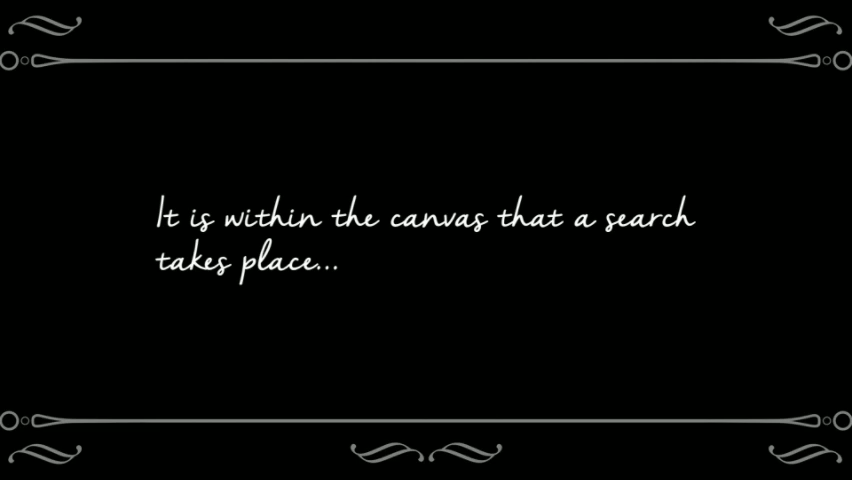 It is within the canvas that a search
takes place...